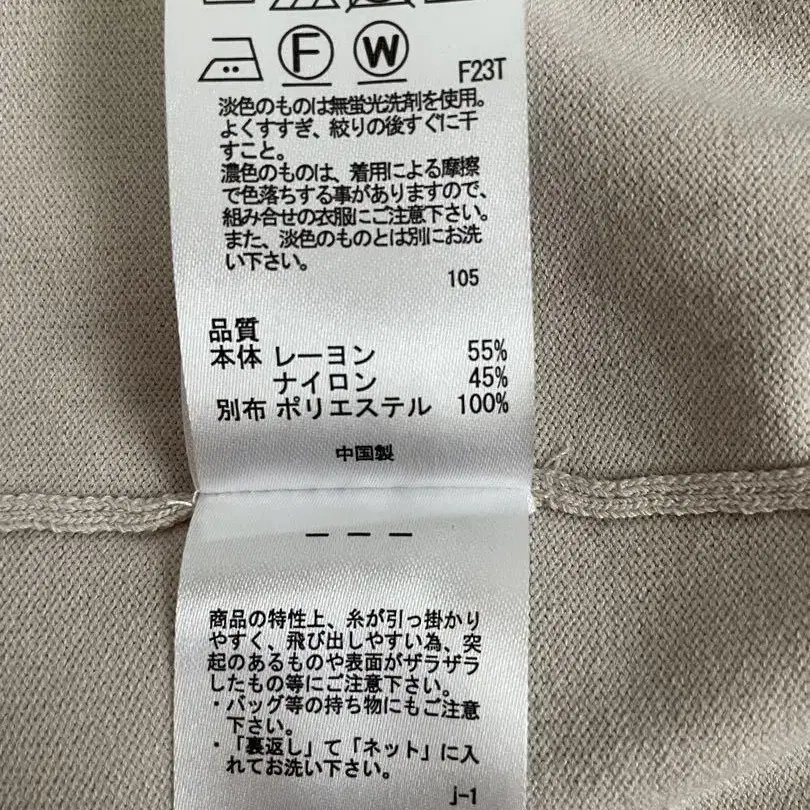 F W F23T
淡色のものは無蛍光洗剤を使用。
よくすすぎ、絞りの後すぐに干
すこと。
濃色のものは、着用による摩擦
で色落ちする事がありますので、
組み合せの衣服にご注意下さい。
また、淡色のものとは別にお洗
い下さい。
105
品質
本体 レーヨン 55%
ナイロン 45%
別布 ポリエステル 100%
中国製
― ― ―
商品の特性上、糸が引っ掛かり
やすく、飛び出しやすい為、突
起のあるものや表面がザラザラ
したもの等にご注意下さい。
・バッグ等の持ち物にもご注意
下さい。
・「裏返し」て「ネット」に入
れてお洗い下さい。
j-1